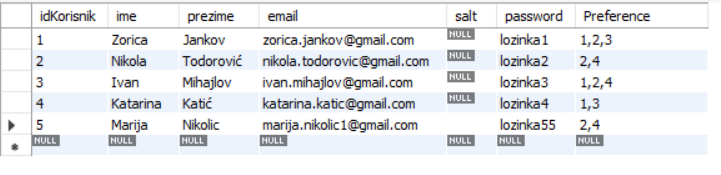 idKorisnik ime prezime email salt password Preference
1 Zorica Jankov zorica.jankov@gmail.com NULL lozinka1 1,2,3
2 Nikola Todorović nikola.todorovic@gmail.com NULL lozinka2 2,4
3 Ivan Mihajlov ivan.mihajlov@gmail.com NULL lozinka3 1,2,4
4 Katarina Katić katarina.katic@gmail.com NULL lozinka4 1,3
5 Marija Nikolic marija.nikolic1@gmail.com lozinka55 2,4
NULL NULL NULL NULL NULL NULL NULL